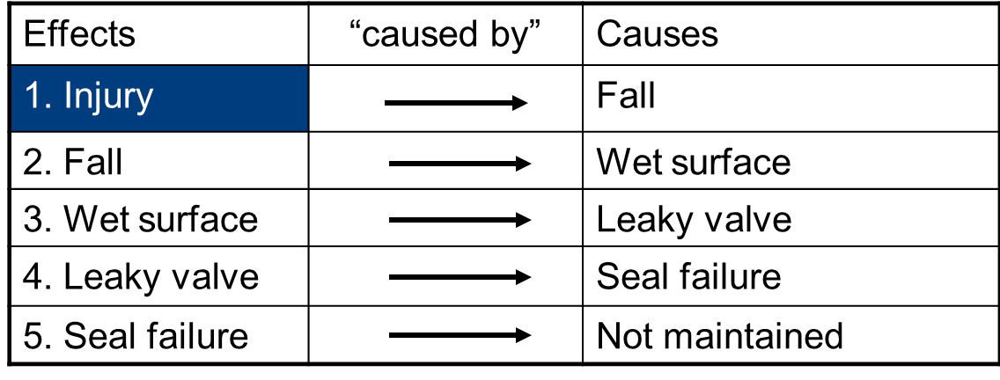 Effects “caused by” Causes
1. Injury Fall
2. Fall Wet surface
3. Wet surface Leaky valve
4. Leaky valve Seal failure
5. Seal failure Not maintained